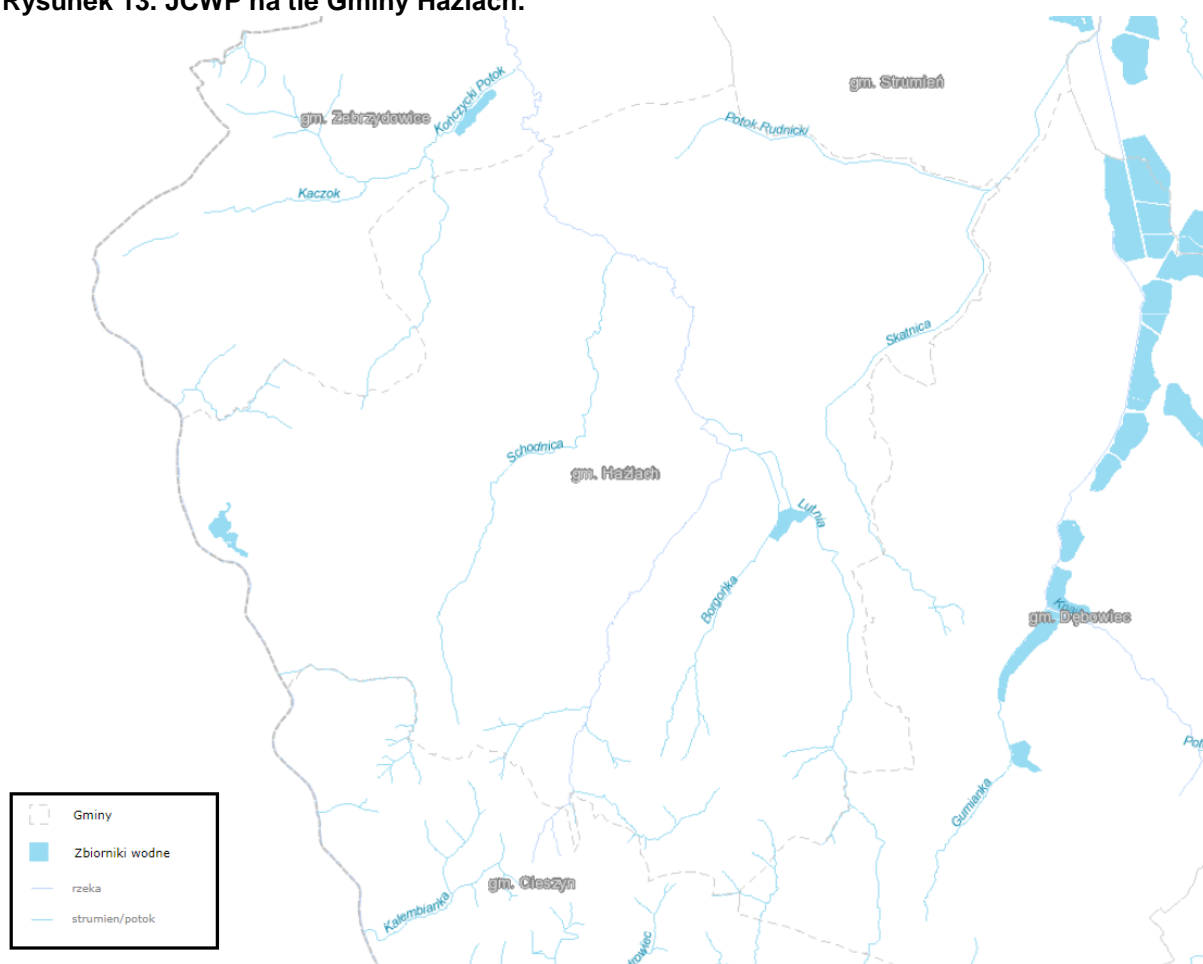 Rysunek 13. JCWP na tle Gminy Hażlach.
gm. Strumień
Kończycki Potok
gm. Zebrzydowice
Potok Rudnicki
Kaczok
Skatnica
Schodnica
gm. Hażlach
Lutnia
Borgońka
gm. Dębowiec
Gumianka
gm. Cieszyn
Kalembianka
Gminy
Zbiorniki wodne
rzeka
strumien/potok